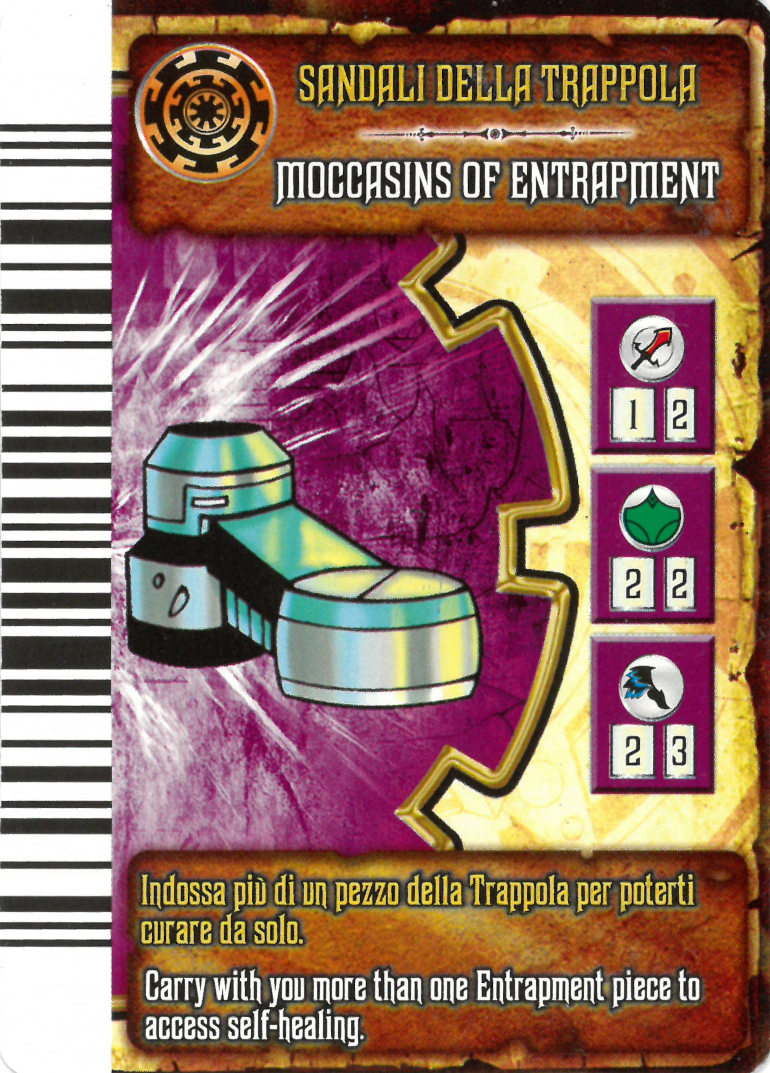 SANDALI DELLA TRAPPOLA
MOCCASINS OF ENTRAPMENT
1 2
2 2
2 3
Indossa più di un pezzo della Trappola per poterti
curare da solo.
Carry with you more than one Entrapment piece to
access self-healing.